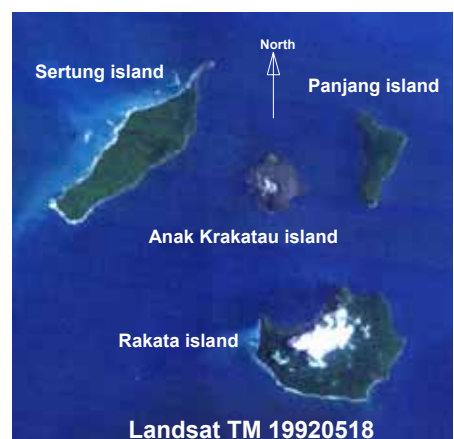 North
Sertung island
Panjang island
Anak Krakatau island
Rakata island
Landsat TM 19920518